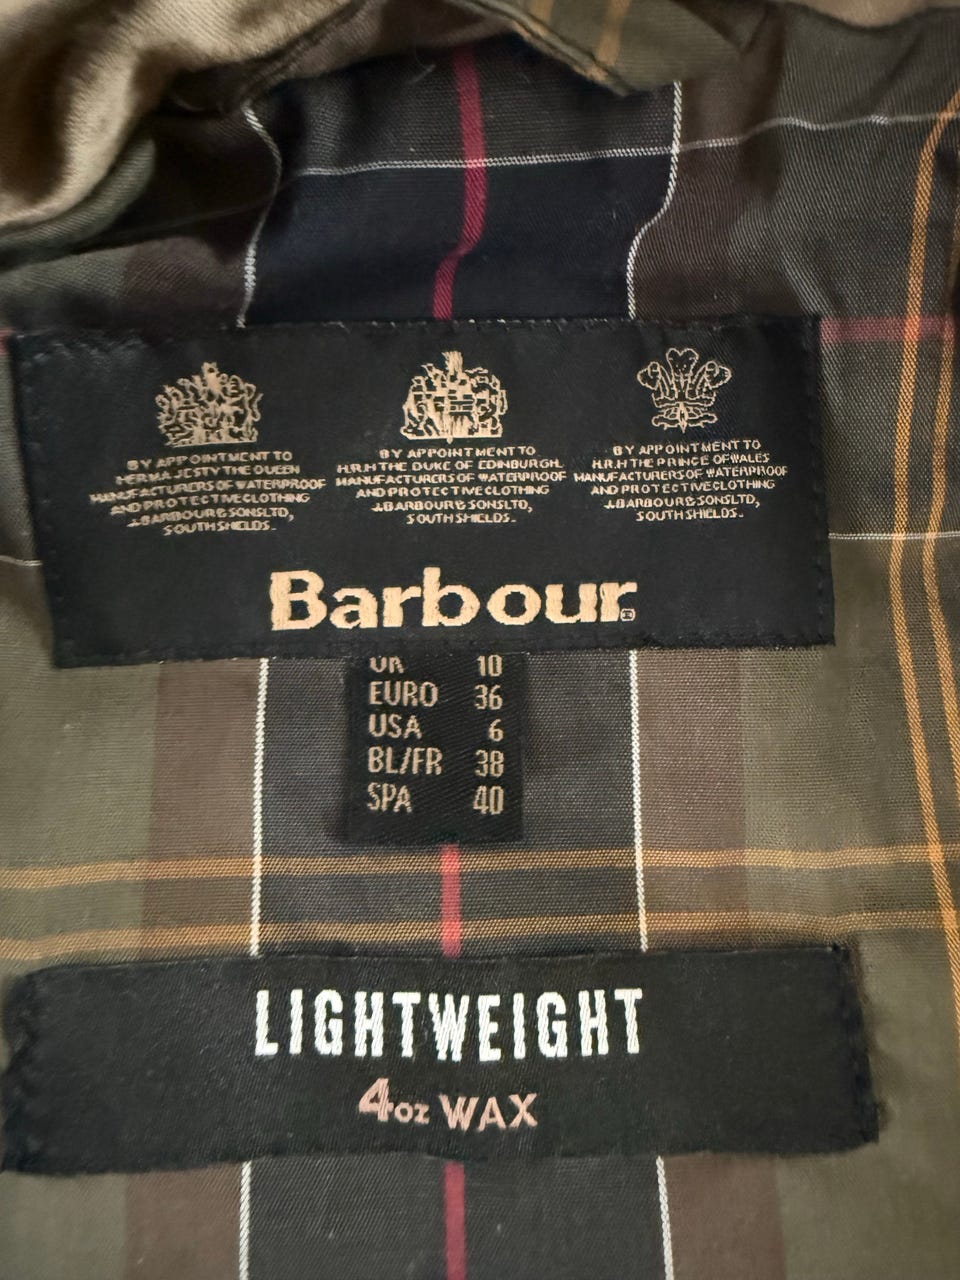 BY APPOINTMENT TO
HER MAJESTY THE QUEEN
MANUFACTURERS OF WATERPROOF
AND PROTECTIVE CLOTHING
J.BARBOUR & SONS LTD,
SOUTH SHIELDS.
BY APPOINTMENT TO
H.R.H THE DUKE OF EDINBURGH.
MANUFACTURERS OF WATERPROOF
AND PROTECTIVE CLOTHING
J.BARBOUR & SONS LTD,
SOUTH SHIELDS.
BY APPOINTMENT TO
H.R.H THE PRINCE OF WALES
MANUFACTURERS OF WATERPROOF
AND PROTECTIVE CLOTHING
J.BARBOUR & SONS LTD,
SOUTH SHIELDS.
Barbour
UK 10
EURO 36
USA 6
BL/FR 38
SPA 40
LIGHTWEIGHT
4oz WAX